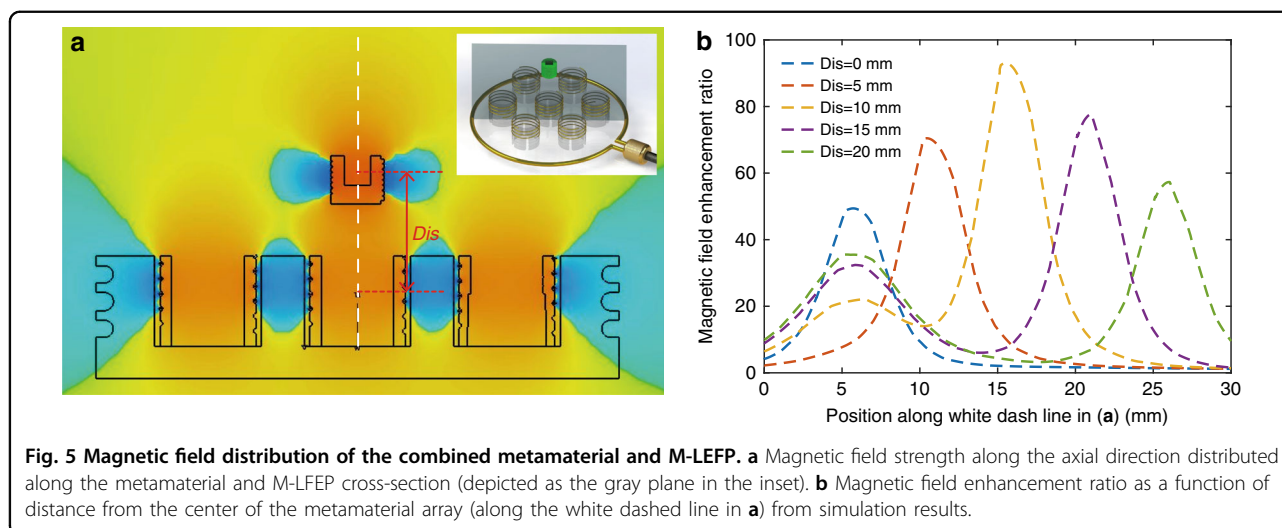 a
Dis
b
100
80
60
40
20
0
Magnetic field enhancement ratio
Dis=0 mm
Dis=5 mm
Dis=10 mm
Dis=15 mm
Dis=20 mm
0 5 10 15 20 25 30
Position along white dash line in (a) (mm)
Fig. 5 Magnetic field distribution of the combined metamaterial and M-LEFP. a Magnetic field strength along the axial direction distributed
along the metamaterial and M-LFEP cross-section (depicted as the gray plane in the inset). b Magnetic field enhancement ratio as a function of
distance from the center of the metamaterial array (along the white dashed line in a) from simulation results.